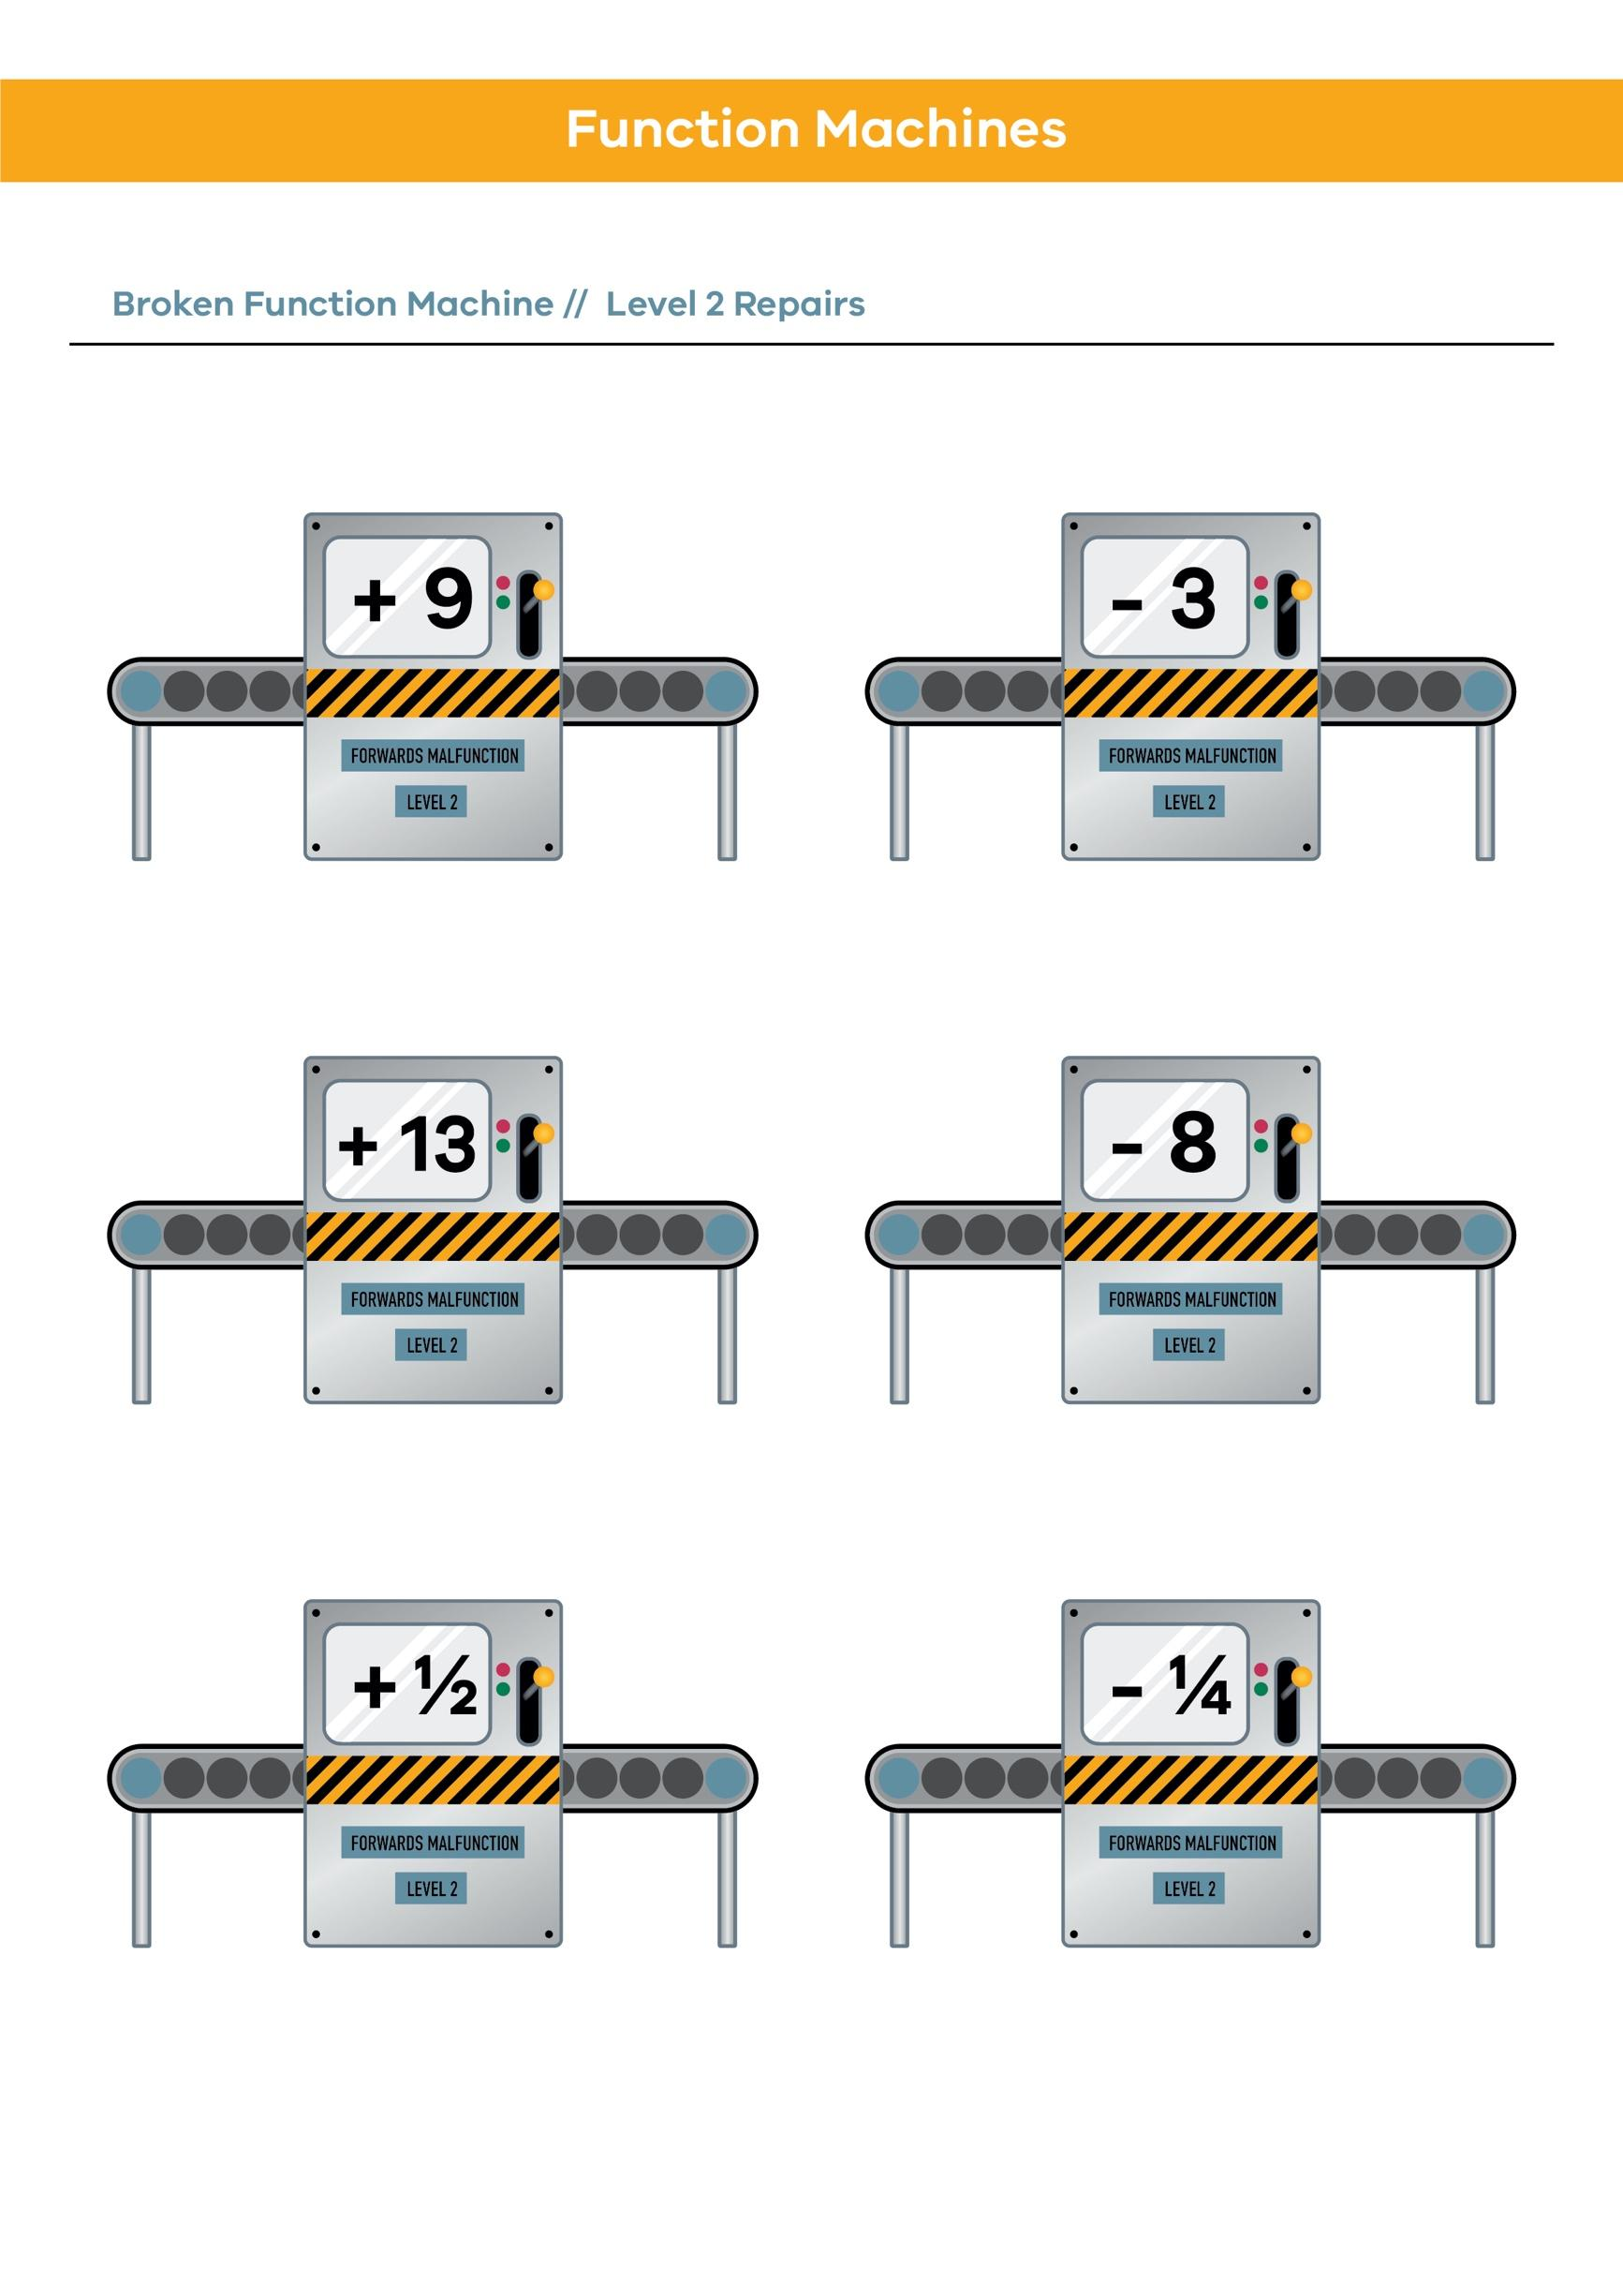 Function Machines
Broken Function Machine // Level 2 Repairs
+ 9
FORWARDS MALFUNCTION
LEVEL 2
- 3
FORWARDS MALFUNCTION
LEVEL 2
+ 13
FORWARDS MALFUNCTION
LEVEL 2
- 8
FORWARDS MALFUNCTION
LEVEL 2
+ ½
FORWARDS MALFUNCTION
LEVEL 2
- ¼
FORWARDS MALFUNCTION
LEVEL 2